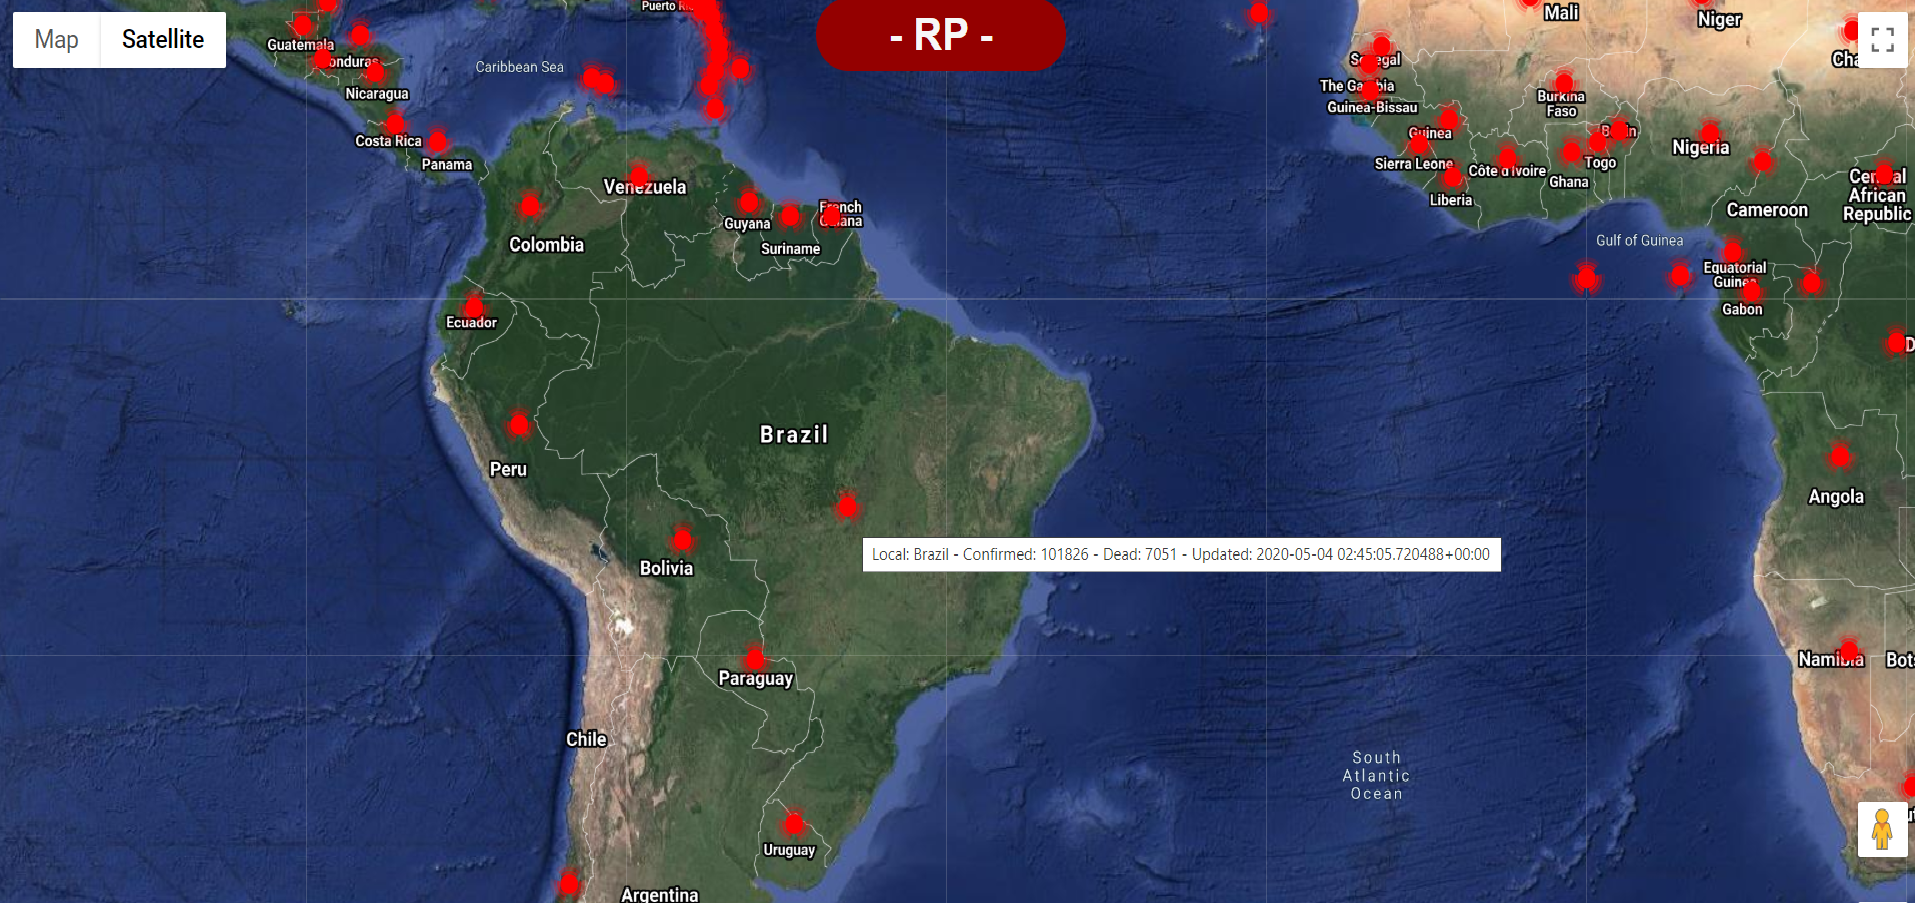 Map
Satellite
- RP -
Puerto
Guatemala
Honduras
Nicaragua
Costa Rica
Panama
Caribbean Sea
Venezuela
Colombia
Guyana
Suriname
French
Guiana
Ecuador
Peru
Brazil
Bolivia
Local: Brazil - Confirmed: 101826 - Dead: 7051 - Updated: 2020-05-04 02:45:05.720488+00:00
Paraguay
Chile
Uruguay
Argentina
South
Atlantic
Ocean
Mali
Niger
Senegal
The Gambia
Guinea-Bissau
Guinea
Sierra Leone
Liberia
Côte d'Ivoire
Burkina
Faso
Ghana
Togo
Benin
Nigeria
Cameroon
Central
African
Republic
Gulf of Guinea
Equatorial
Guinea
Gabon
Angola
Namibia